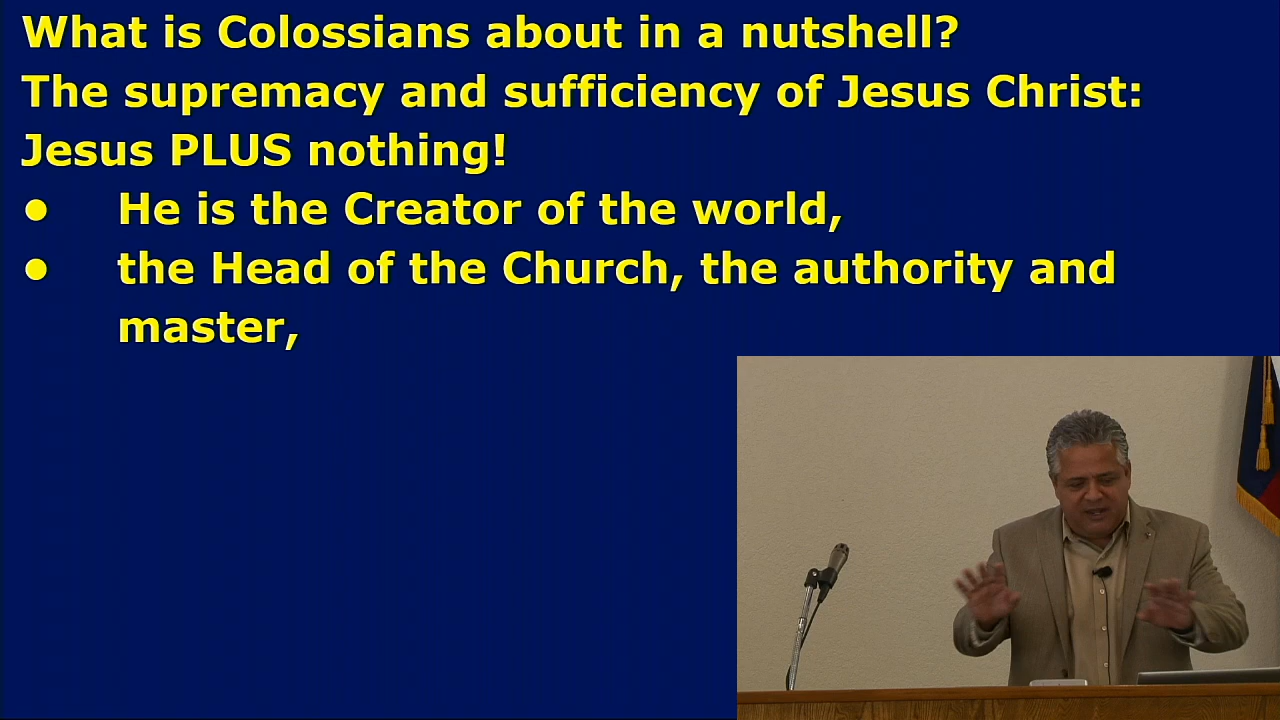 What is Colossians about in a nutshell?
The supremacy and sufficiency of Jesus Christ:
Jesus PLUS nothing!
● He is the Creator of the world,
● the Head of the Church, the authority and
master,